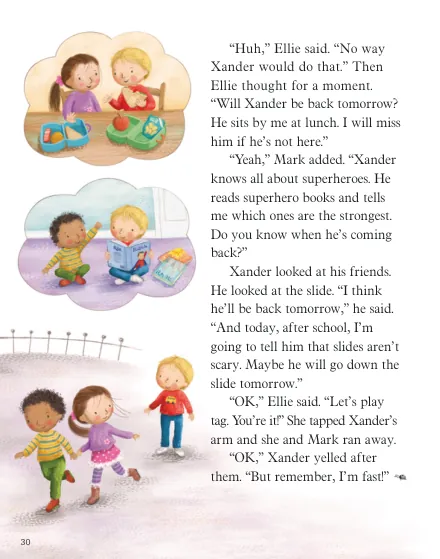 “Huh,” Ellie said. “No way
Xander would do that.” Then
Ellie thought for a moment.
“Will Xander be back tomorrow?
He sits by me at lunch. I will miss
him if he’s not here.”
“Yeah,” Mark added. “Xander
knows all about superheroes. He
reads superhero books and tells
me which ones are the strongest.
Do you know when he’s coming
back?”
Xander looked at his friends.
He looked at the slide. “I think
he’ll be back tomorrow,” he said.
“And today, after school, I’m
going to tell him that slides aren’t
scary. Maybe he will go down the
slide tomorrow.”
“OK,” Ellie said. “Let’s play
tag. You’re it!” She tapped Xander’s
arm and she and Mark ran away.
“OK,” Xander yelled after
them. “But remember, I’m fast!”
30